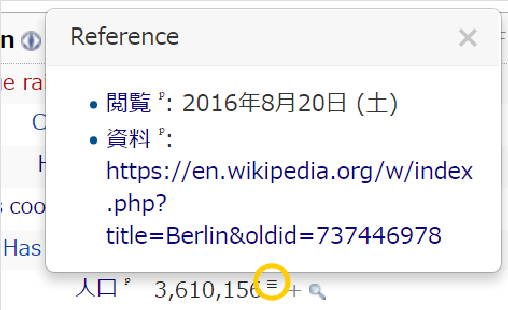 Reference ×
n
ge rai
• 閲覧 ᵖ: 2016年8月20日 (土)
• 資料 ᵖ:
https://en.wikipedia.org/w/index
.php?
title=Berlin&oldid=737446978
s coo
Has
人口 ᵖ 3,610,156 ≡ +